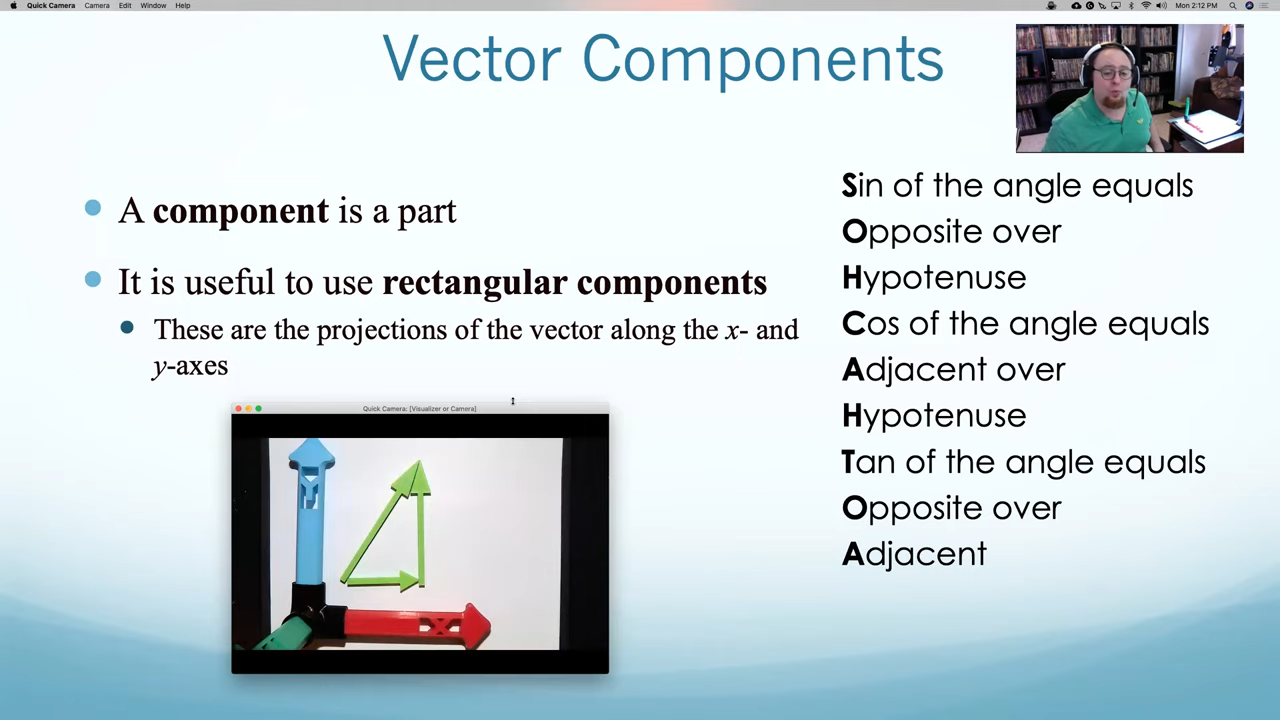 Quick Camera Camera Edit Window Help
Mon 2:12 PM
Vector Components
A component is a part
It is useful to use rectangular components
These are the projections of the vector along the x- and
y-axes
Quick Camera: [Visualizer or Camera]
Y
X
Sin of the angle equals
Opposite over
Hypotenuse
Cos of the angle equals
Adjacent over
Hypotenuse
Tan of the angle equals
Opposite over
Adjacent